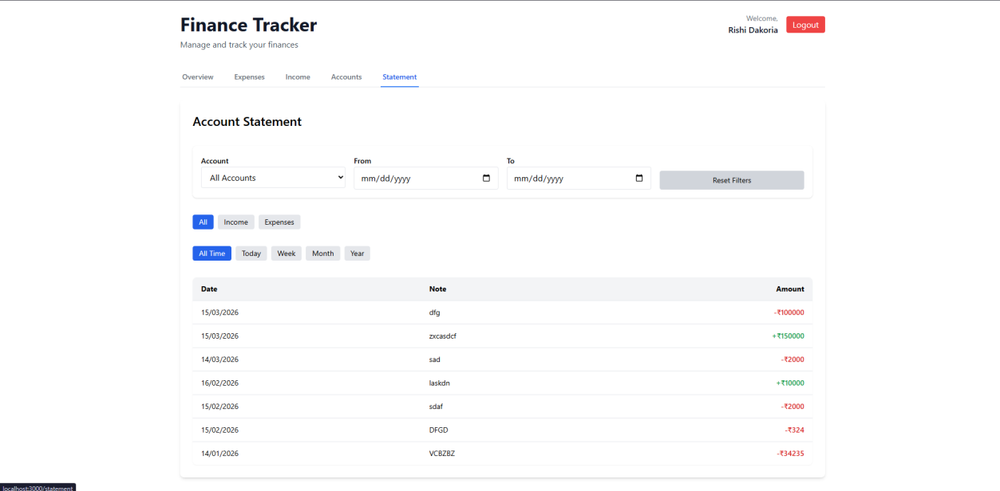 Finance Tracker
Manage and track your finances
Welcome,
Rishi Dakoria
Logout
Overview Expenses Income Accounts Statement
Account Statement
Account From To
All Accounts mm/dd/yyyy mm/dd/yyyy Reset Filters
All Income Expenses
All Time Today Week Month Year
Date Note Amount
15/03/2026 dfg -₹100000
15/03/2026 zxcasdcf +₹150000
14/03/2026 sad -₹2000
16/02/2026 laskdn +₹10000
15/02/2026 sdaf -₹2000
15/02/2026 DFGD -₹324
14/01/2026 VCBZBZ -₹34235
localhost:3000/statement